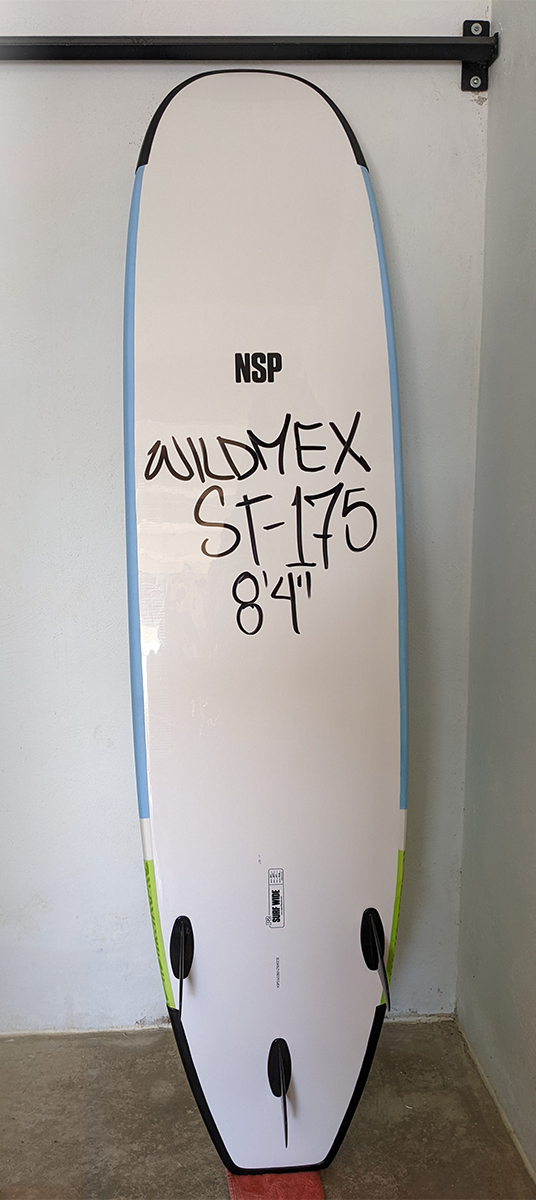 NSP
WILDMEX
ST-175
8'4"
SURF WIDE